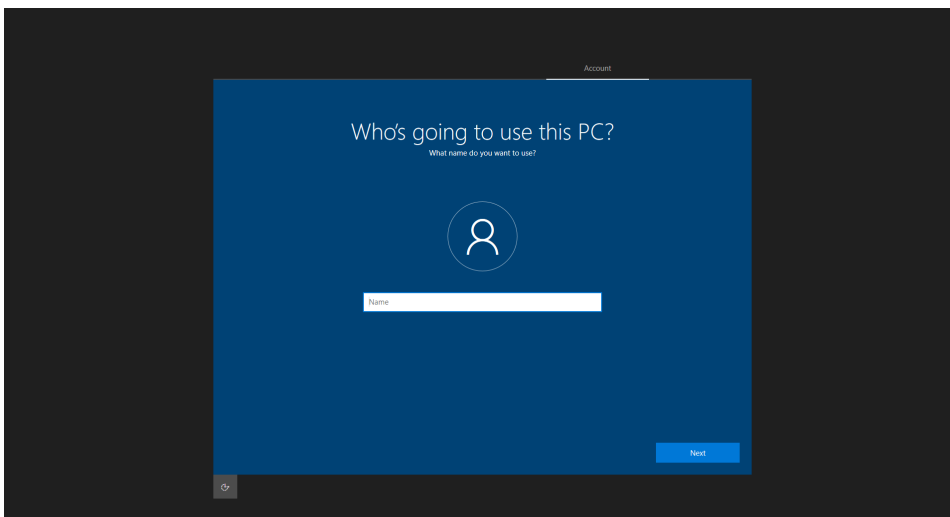 Account
Who's going to use this PC?
What name do you want to use?
Name
Next